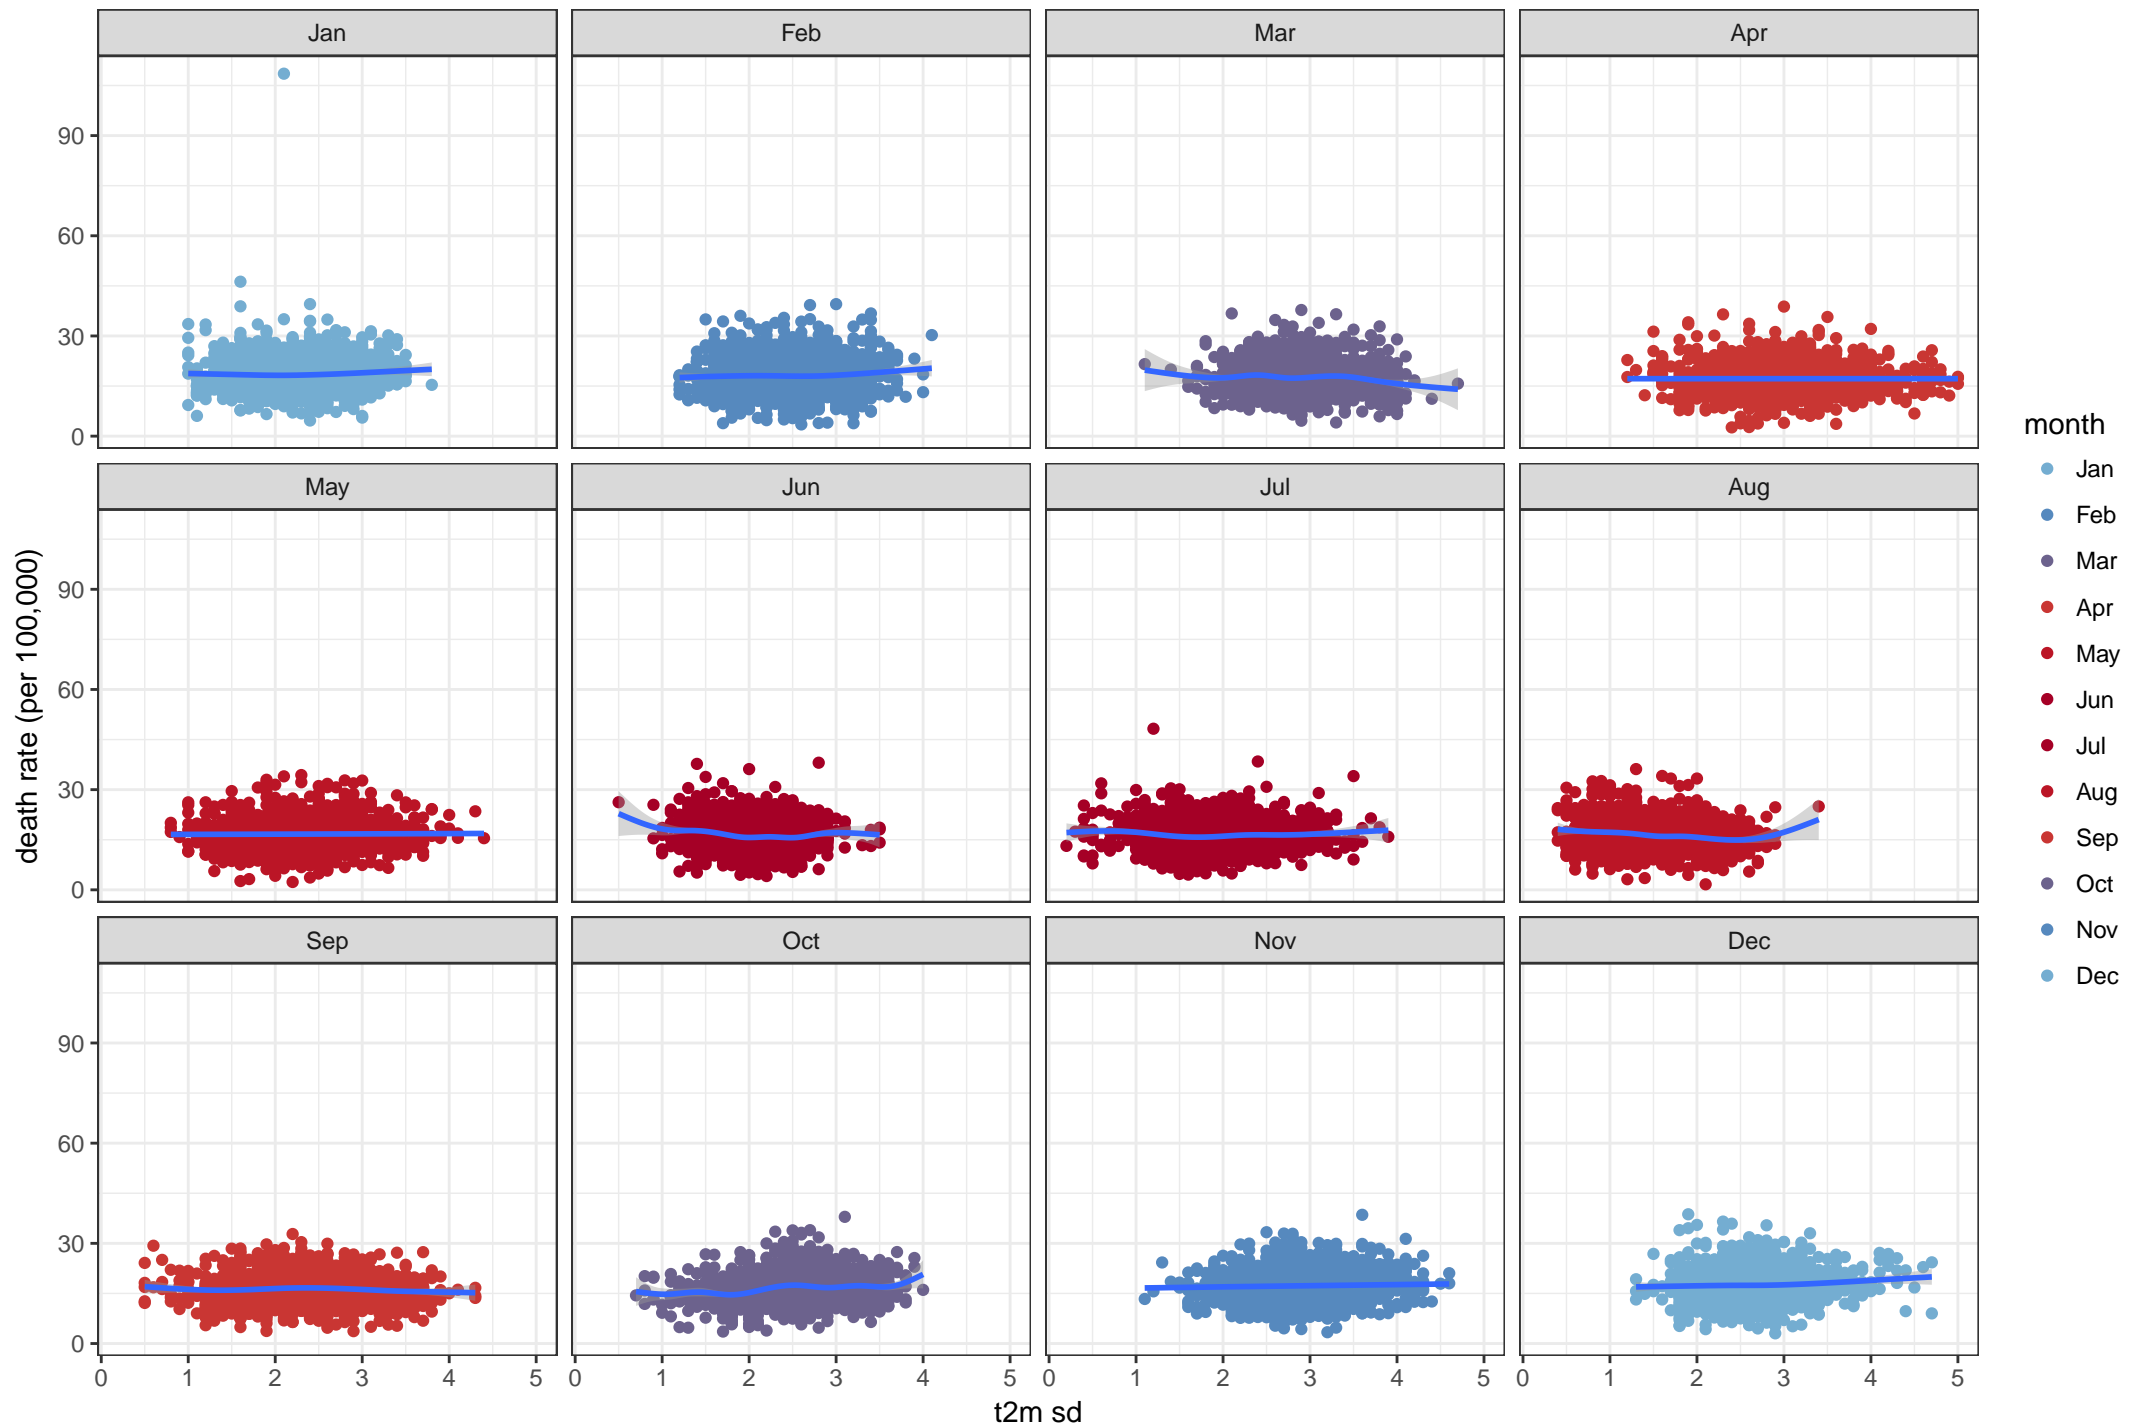 Jan Feb Mar Apr
90
60
30
0
May Jun Jul Aug
90
60
30
0
Sep Oct Nov Dec
90
60
30
0
0 1 2 3 4 5 0 1 2 3 4 5 0 1 2 3 4 5 0 1 2 3 4 5
t2m sd
death rate (per 100,000)
month
Jan
Feb
Mar
Apr
May
Jun
Jul
Aug
Sep
Oct
Nov
Dec